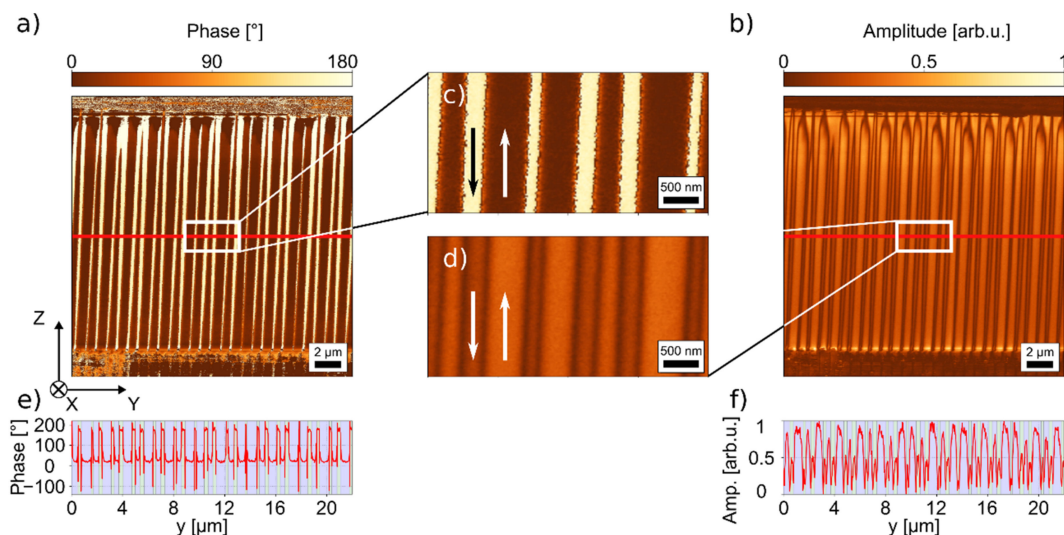 a)
Phase [°]
0 90 180
c)
500 nm
b)
Amplitude [arb.u.]
0 0.5 1
d)
500 nm
Z
X Y
2 µm
2 µm
e)
Phase [°]
200
100
0
−100
0 4 8 12 16 20
y [µm]
f)
Amp. [arb.u.]
1
0.5
0
0 4 8 12 16 20
y [µm]